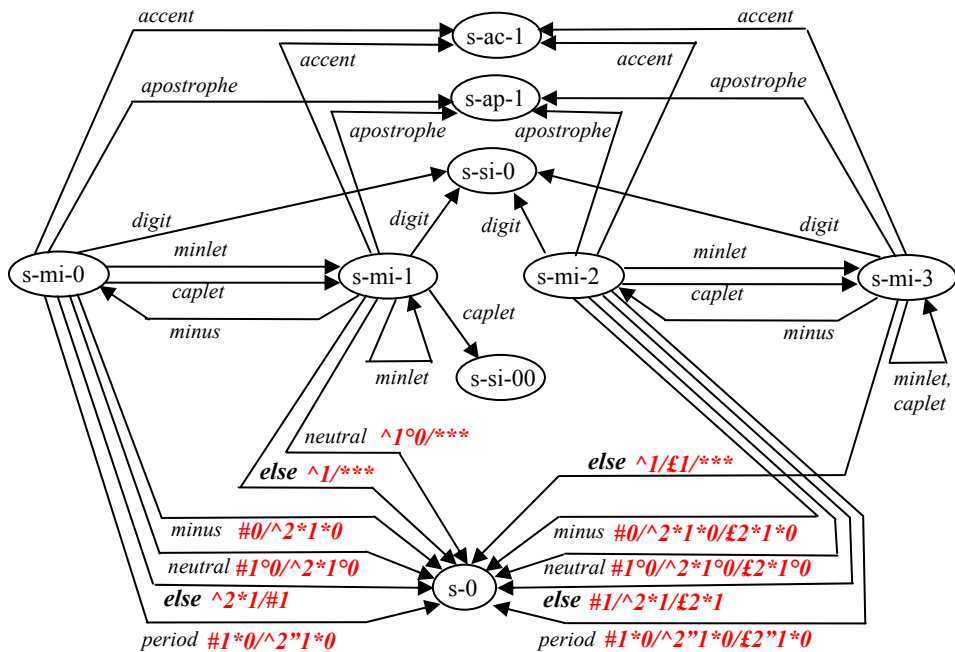 accent accent
s-ac-1
accent accent
apostrophe apostrophe
s-ap-1
apostrophe apostrophe
s-si-0
digit digit digit digit
minlet minlet
s-mi-0 s-mi-1 s-mi-2 s-mi-3
caplet caplet
minus caplet minus
minlet s-si-00 minlet,
caplet
neutral ^1°0/***
else ^1/*** else ^1/£1/***
minus #0/^2*1*0 minus #0/^2*1*0/£2*1*0
neutral #1°0/^2*1°0 neutral #1°0/^2*1°0/£2*1°0
s-0
else ^2*1/#1 else #1/^2*1/£2*1
period #1*0/^2”1*0 period #1*0/^2”1*0/£2”1*0